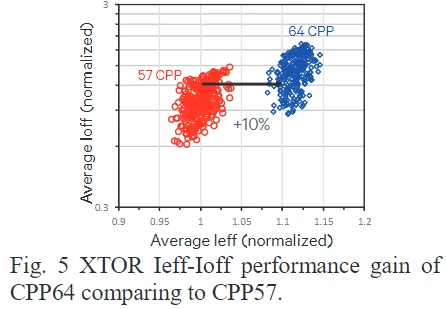 3
64 CPP
57 CPP
+10%
Average Ioff (normalized)
0.3
0.9 0.95 1 1.05 1.1 1.15 1.2
Average Ieff (normalized)
Fig. 5 XTOR Ieff-Ioff performance gain of
CPP64 comparing to CPP57.